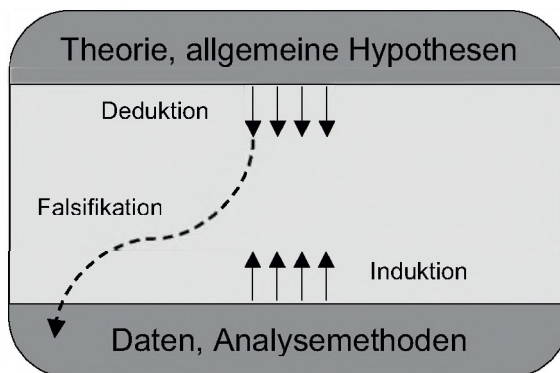 Theorie, allgemeine Hypothesen
Deduktion
Falsifikation
Induktion
Daten, Analysemethoden